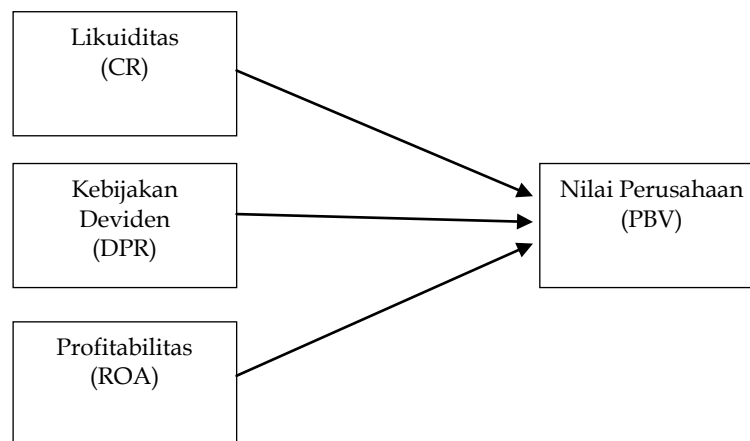 Likuiditas
(CR)
Kebijakan
Deviden
(DPR)
Profitabilitas
(ROA)
Nilai Perusahaan
(PBV)